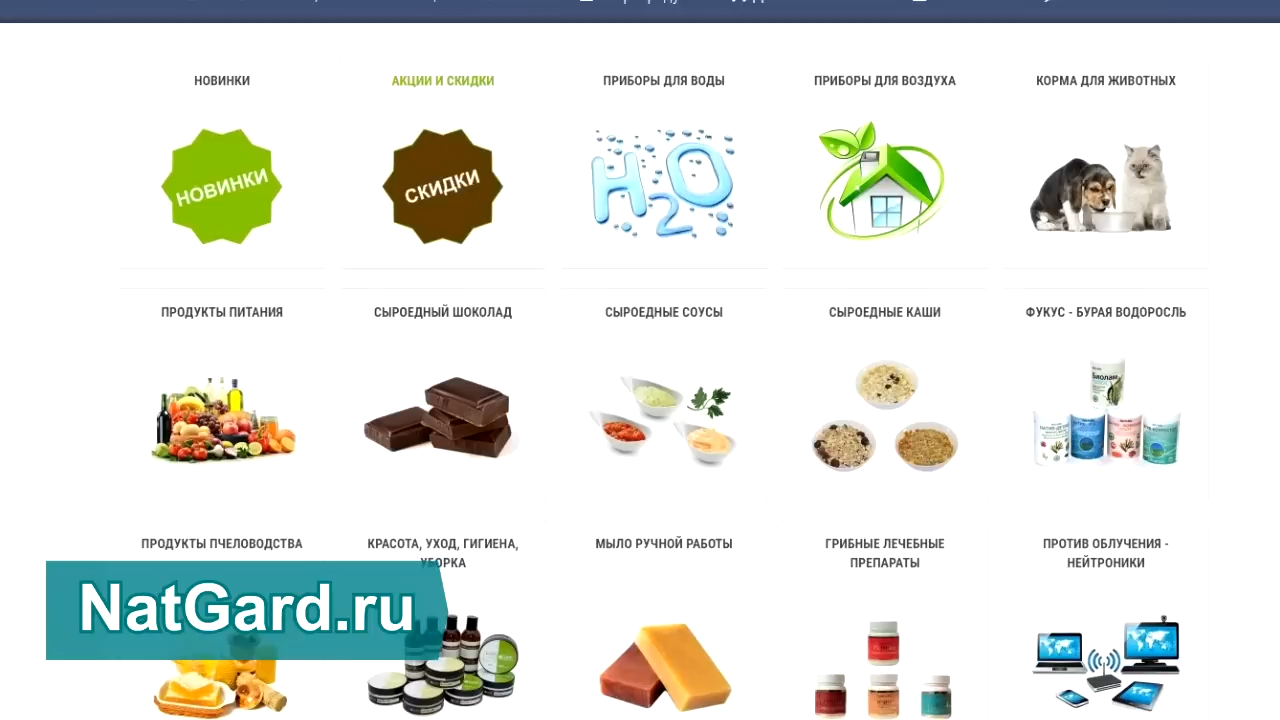 НОВИНКИ
АКЦИИ И СКИДКИ
ПРИБОРЫ ДЛЯ ВОДЫ
ПРИБОРЫ ДЛЯ ВОЗДУХА
КОРМА ДЛЯ ЖИВОТНЫХ
НОВИНКИ
СКИДКИ
H2O
ПРОДУКТЫ ПИТАНИЯ
СЫРОЕДНЫЙ ШОКОЛАД
СЫРОЕДНЫЕ СОУСЫ
СЫРОЕДНЫЕ КАШИ
ФУКУС - БУРАЯ ВОДОРОСЛЬ
ПРОДУКТЫ ПЧЕЛОВОДСТВА
КРАСОТА, УХОД, ГИГИЕНА,
УБОРКА
МЫЛО РУЧНОЙ РАБОТЫ
ГРИБНЫЕ ЛЕЧЕБНЫЕ
ПРЕПАРАТЫ
ПРОТИВ ОБЛУЧЕНИЯ -
НЕЙТРОНИКИ
NatGard.ru